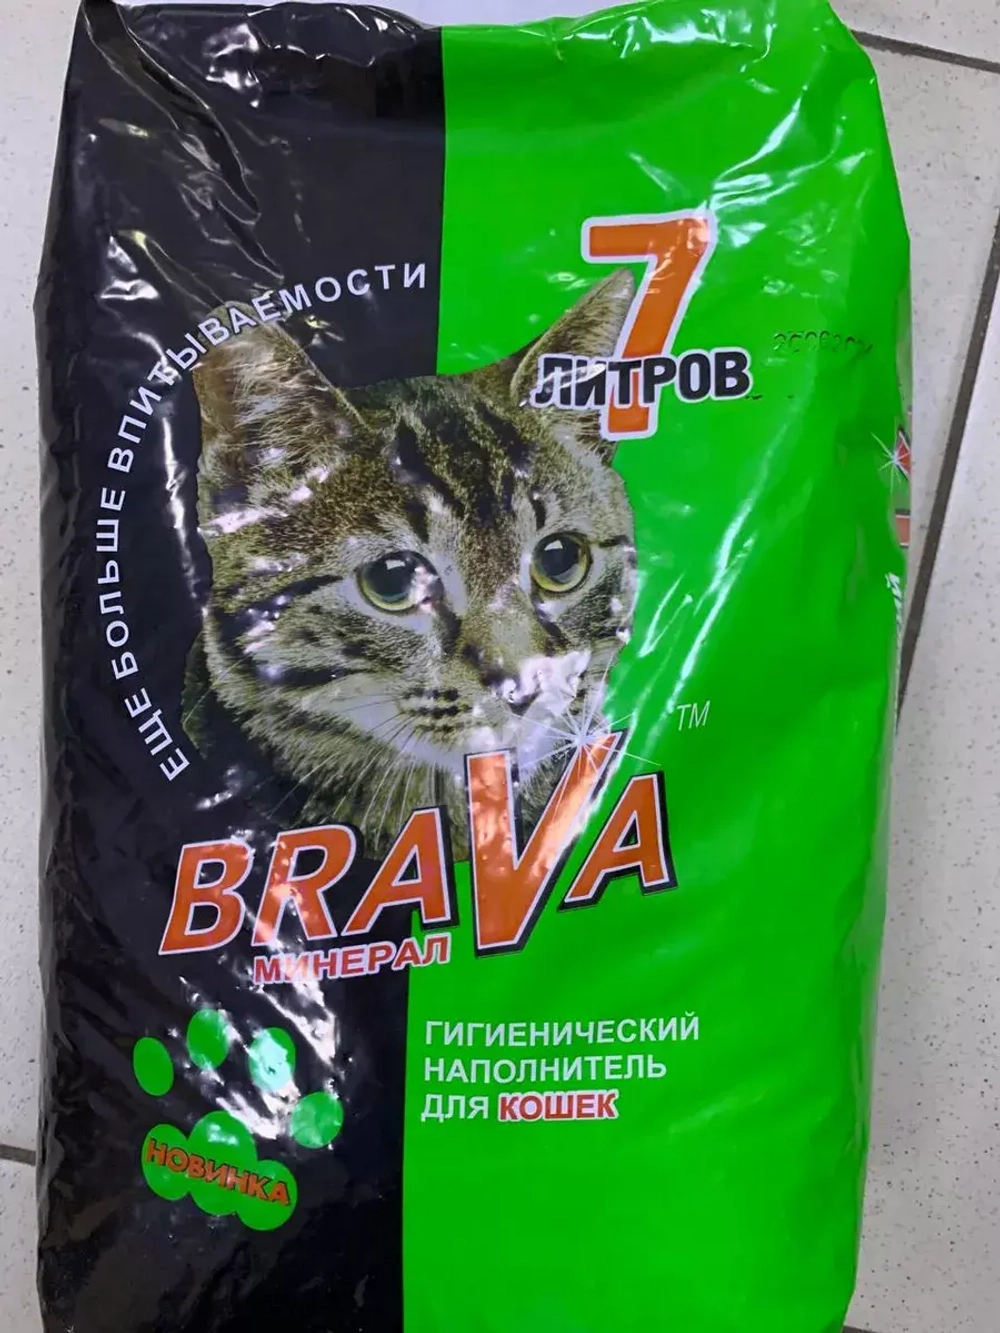 7
ЛИТРОВ
ЕЩЕ БОЛЬШЕ ВПИТЫВАЕМОСТИ
TM
BRAVA
МИНЕРАЛ
ГИГИЕНИЧЕСКИЙ
НАПОЛНИТЕЛЬ
ДЛЯ КОШЕК
НОВИНКА